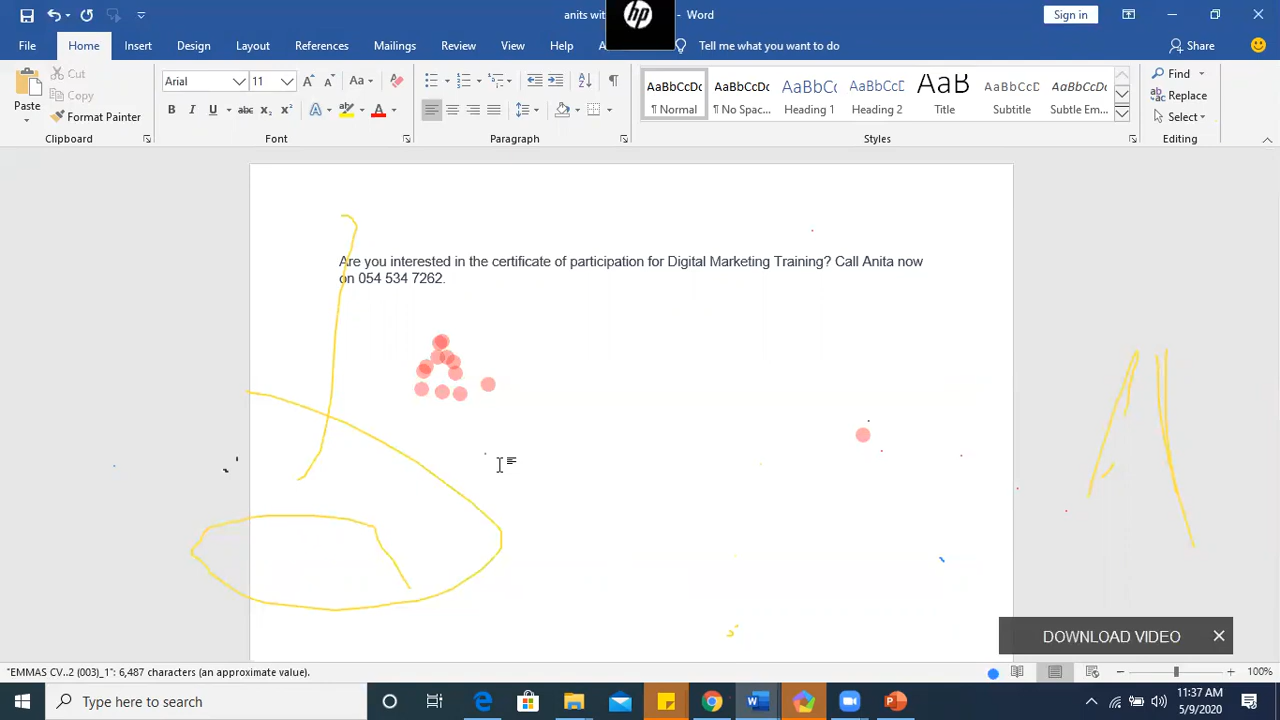 anits wit - Word
Sign in
File Home Insert Design Layout References Mailings Review View Help A Tell me what you want to do Share
Cut
Copy
Paste
Format Painter
Clipboard
Arial 11
Font
Paragraph
AaBbCcDc AaBbCcDc AaBbCc AaBbCcD AaB AaBbCcD AaBbCcD
¶ Normal ¶ No Spac... Heading 1 Heading 2 Title Subtitle Subtle Em...
Styles
Find
Replace
Select
Editing
hp
Are you interested in the certificate of participation for Digital Marketing Training? Call Anita now
on 054 534 7262.
DOWNLOAD VIDEO
"EMMAS CV..2 (003)_1": 6,487 characters (an approximate value).
100%
Type here to search
11:37 AM
5/9/2020